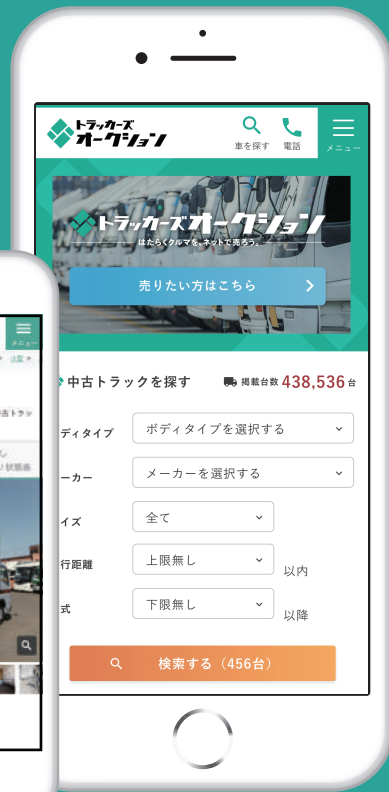 トラッカーズ
オークション
車を探す
電話
メニュー
トラッカーズオークション
はたらくクルマを、ネットで売ろう。
売りたい方はこちら
中古トラックを探す
掲載台数 438,536台
ディタイプ ボディタイプを選択する
ーカー メーカーを選択する
イズ 全て
行距離 上限無し 以内
式 下限無し 以降
検索する（456台）
メニュー